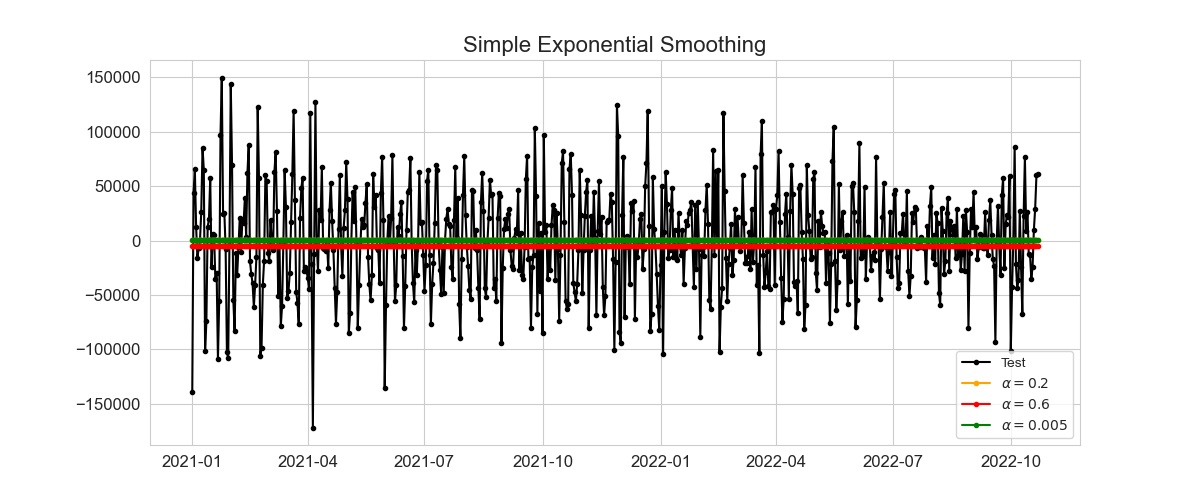 Simple Exponential Smoothing
150000
100000
50000
0
−50000
−100000
−150000
2021-01 2021-04 2021-07 2021-10 2022-01 2022-04 2022-07 2022-10
Test
α = 0.2
α = 0.6
α = 0.005